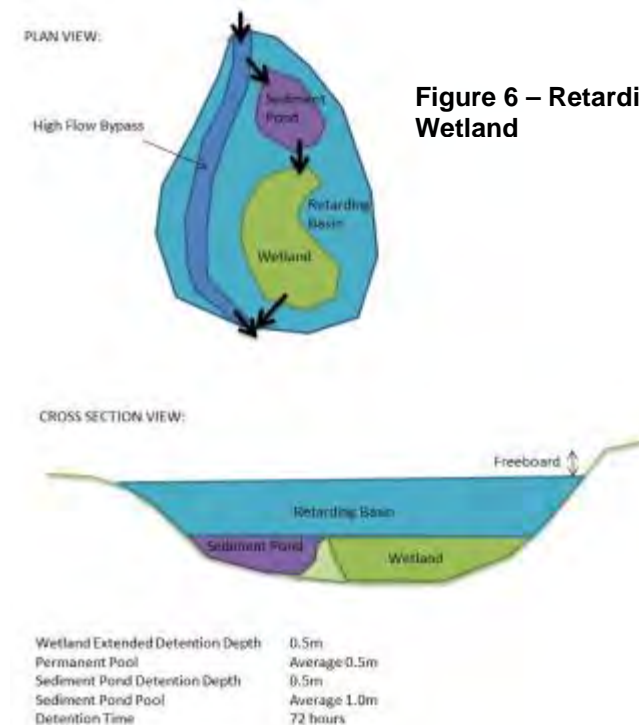 PLAN VIEW:
Figure 6 – Retardi
Wetland
Sediment
Pond
High Flow Bypass
Retarding
Basin
Wetland
CROSS SECTION VIEW:
Freeboard
Retarding Basin
Sediment Pond
Wetland
Wetland Extended Detention Depth 0.5m
Permanent Pool Average 0.5m
Sediment Pond Detention Depth 0.5m
Sediment Pond Pool Average 1.0m
Detention Time 72 hours